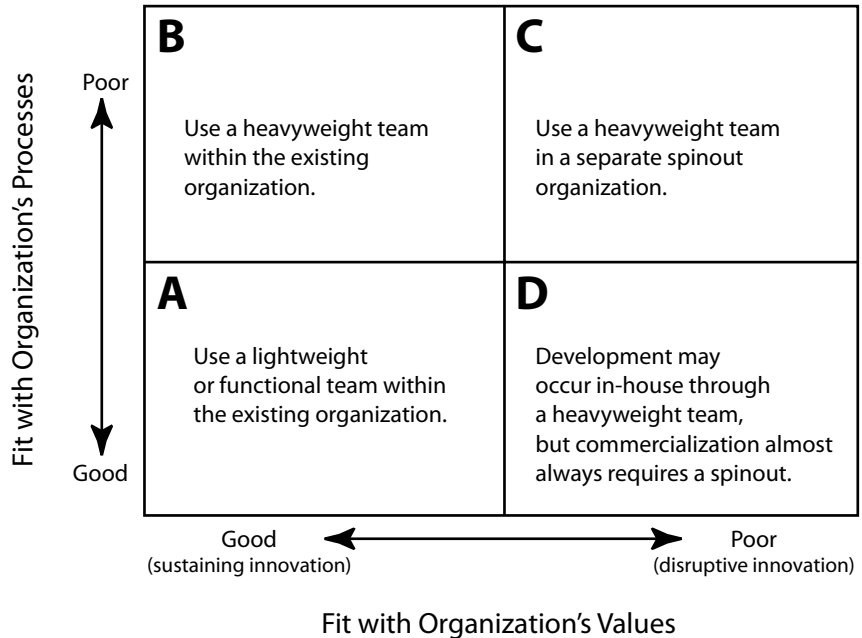 Fit with Organization's Processes
Poor
Good
B
Use a heavyweight team
within the existing
organization.
C
Use a heavyweight team
in a separate spinout
organization.
A
Use a lightweight
or functional team within
the existing organization.
D
Development may
occur in-house through
a heavyweight team,
but commercialization almost
always requires a spinout.
Good
(sustaining innovation)
Poor
(disruptive innovation)
Fit with Organization's Values